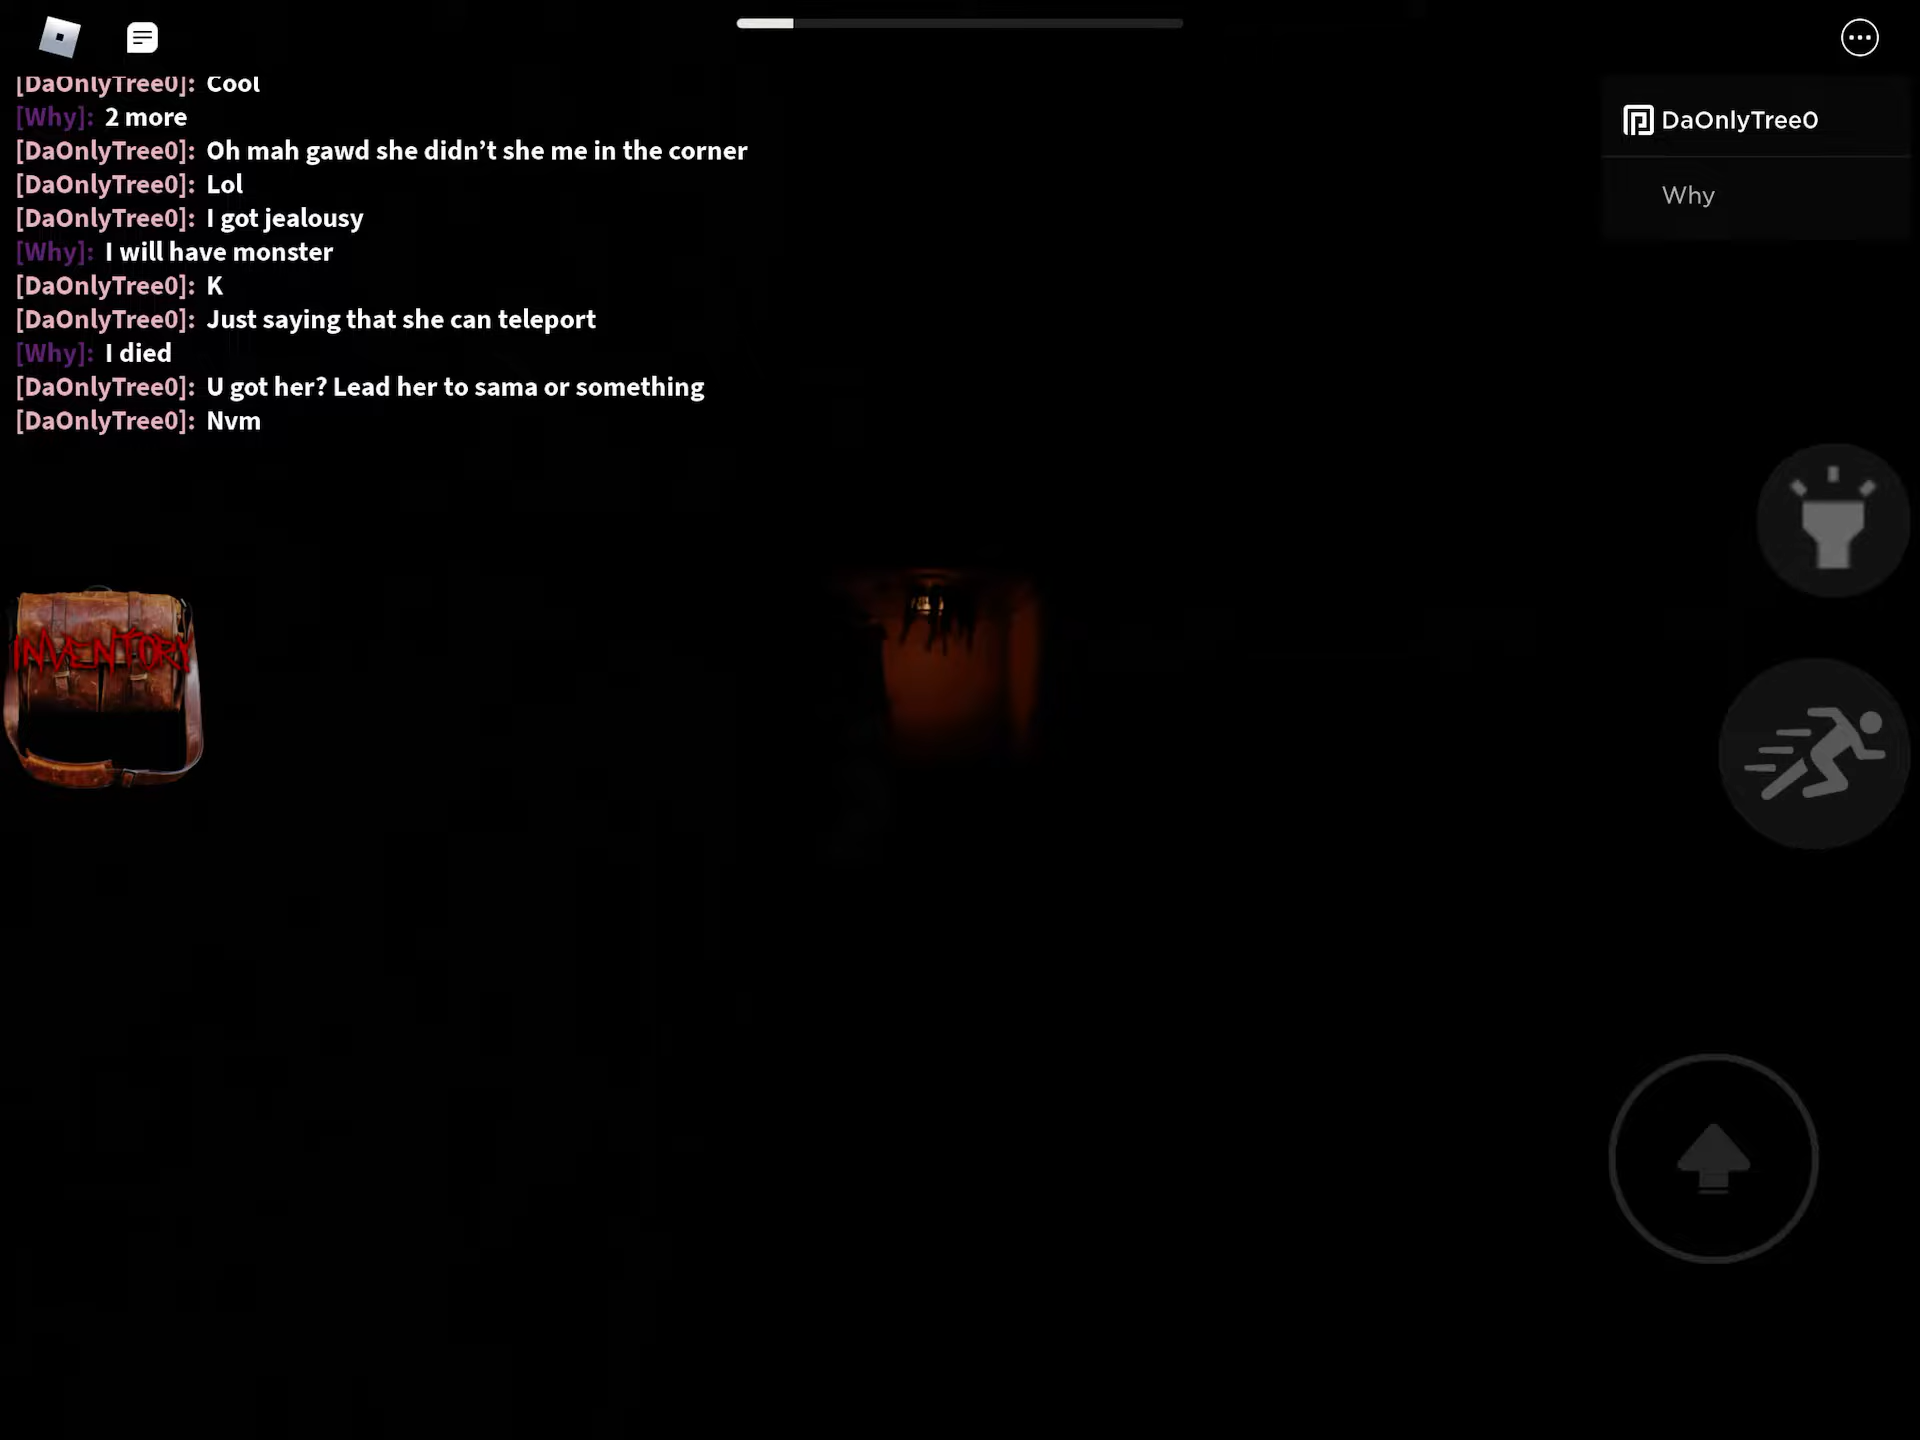 [DaOnlyTree0]: Cool
[Why]: 2 more
[DaOnlyTree0]: Oh mah gawd she didn’t she me in the corner
[DaOnlyTree0]: Lol
[DaOnlyTree0]: I got jealousy
[Why]: I will have monster
[DaOnlyTree0]: K
[DaOnlyTree0]: Just saying that she can teleport
[Why]: I died
[DaOnlyTree0]: U got her? Lead her to sama or something
[DaOnlyTree0]: Nvm
DaOnlyTree0
Why
INVENTORY